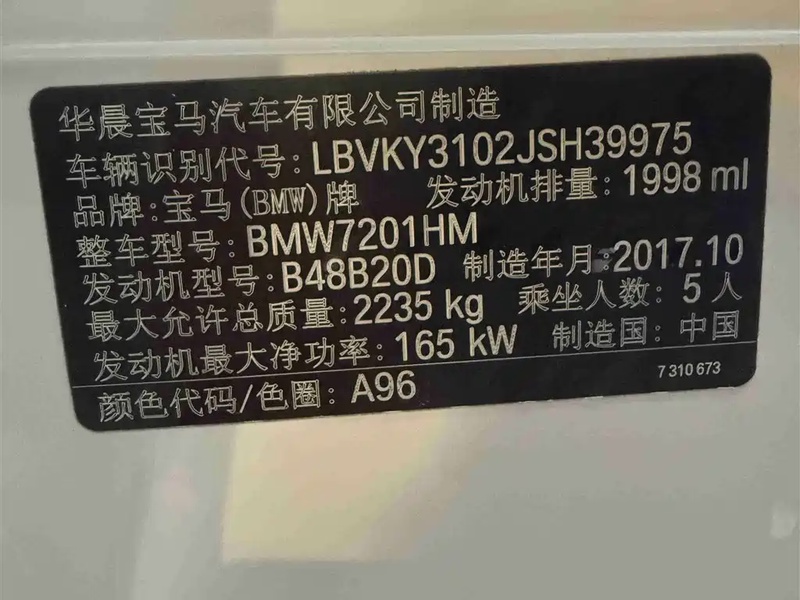 华晨宝马汽车有限公司制造
车辆识别代号: LBVKY3102JSH39975
品牌: 宝马(BMW)牌 发动机排量: 1998 ml
整车型号: BMW7201HM
发动机型号: B48B20D 制造年月: 2017.10
最大允许总质量: 2235 kg 乘坐人数: 5 人
发动机最大净功率: 165 kW 制造国: 中国
颜色代码/色圈: A96 7 310 673